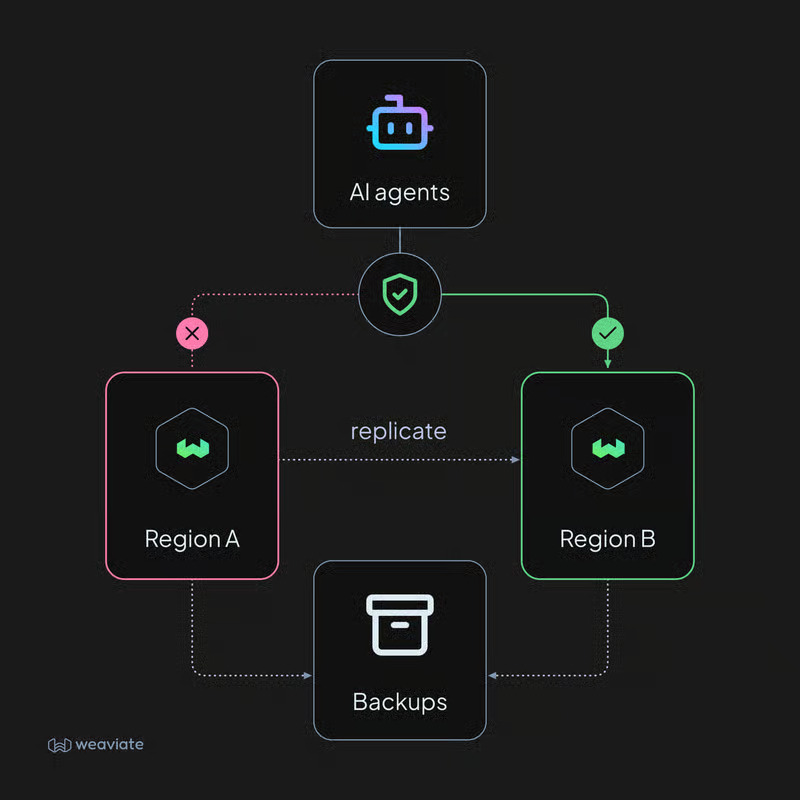 AI agents
replicate
Region A
Region B
Backups
weaviate